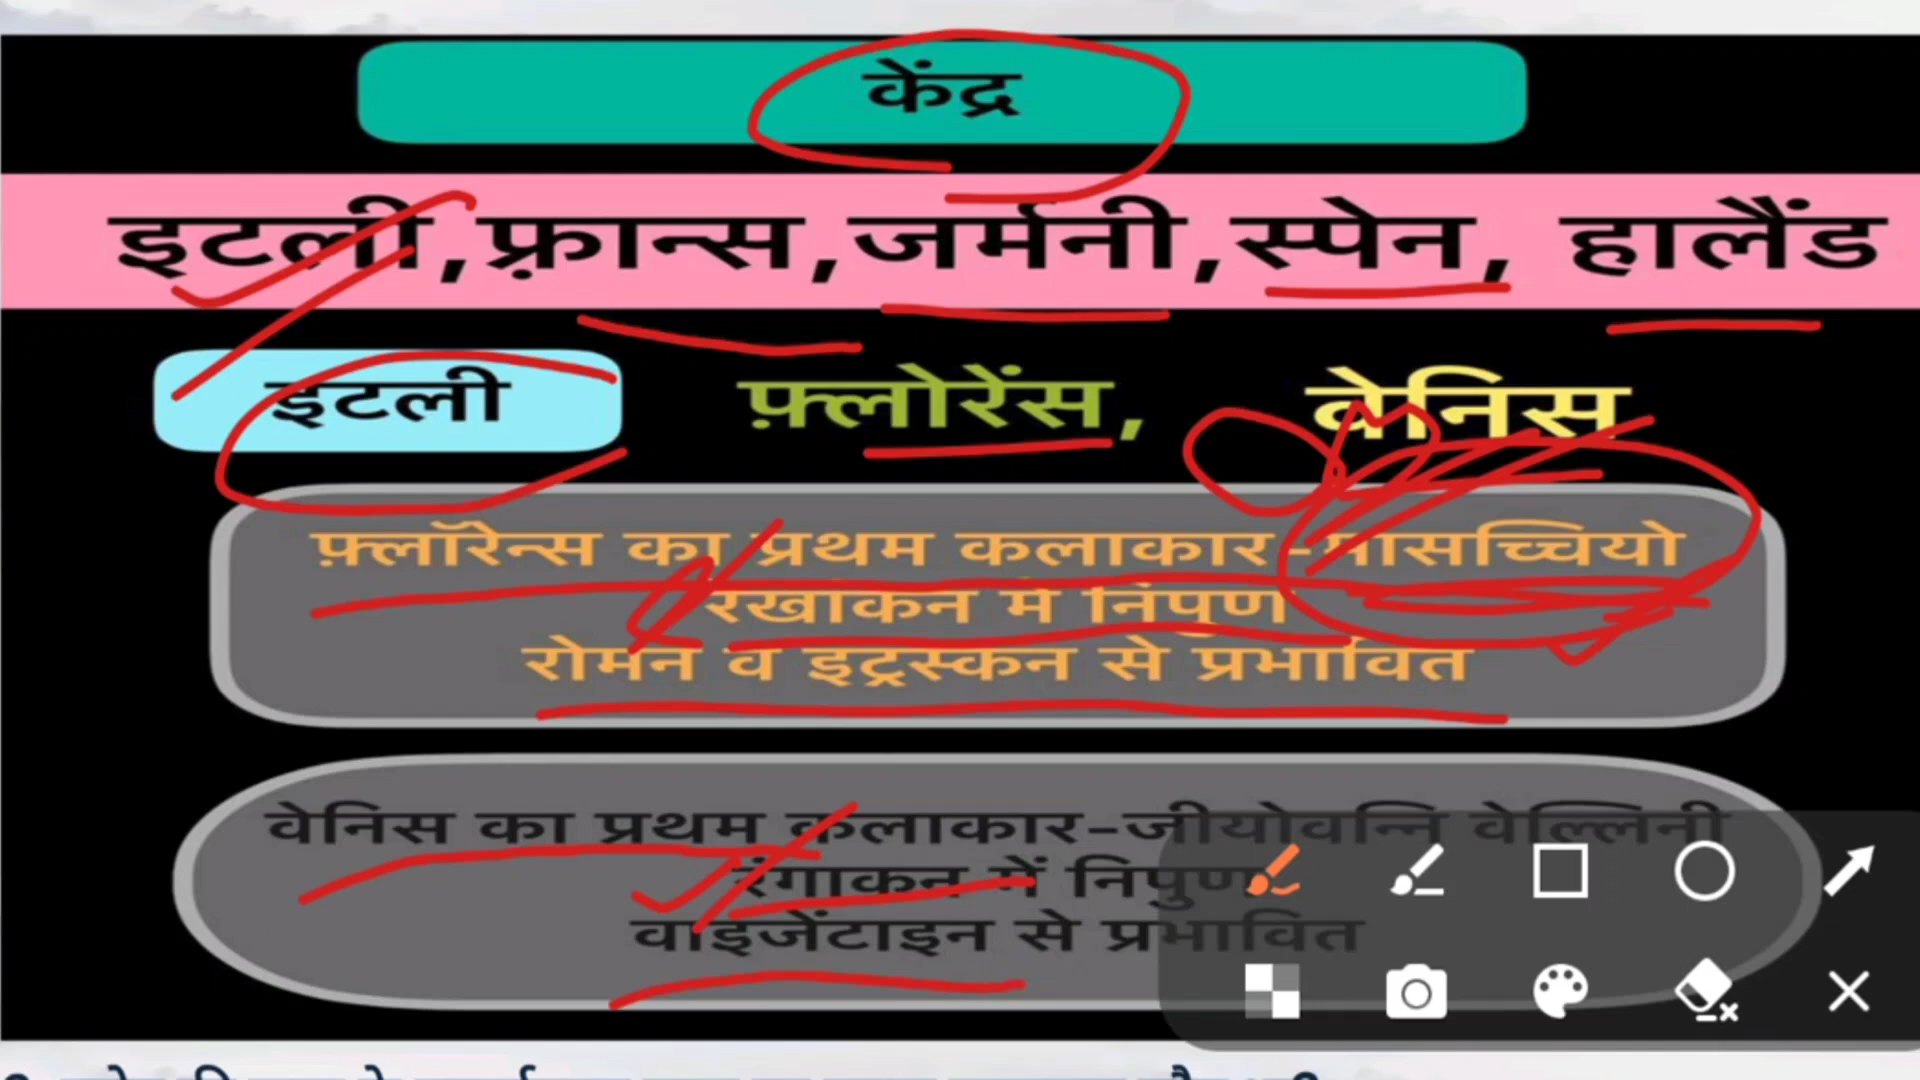 केंद्र
इटली,फ़्रान्स,जर्मनी,स्पेन, हालैंड
इटली फ़्लोरेंस, वेनिस
फ़्लॉरेन्स का प्रथम कलाकार-मासच्चियो
रेखांकन में निपुण
रोमन व इट्रस्कन से प्रभावित
वेनिस का प्रथम कलाकार-जीयोवन्नि वेल्लिनी
रंगाकन में निपुण
वाइजेंटाइन से प्रभावित